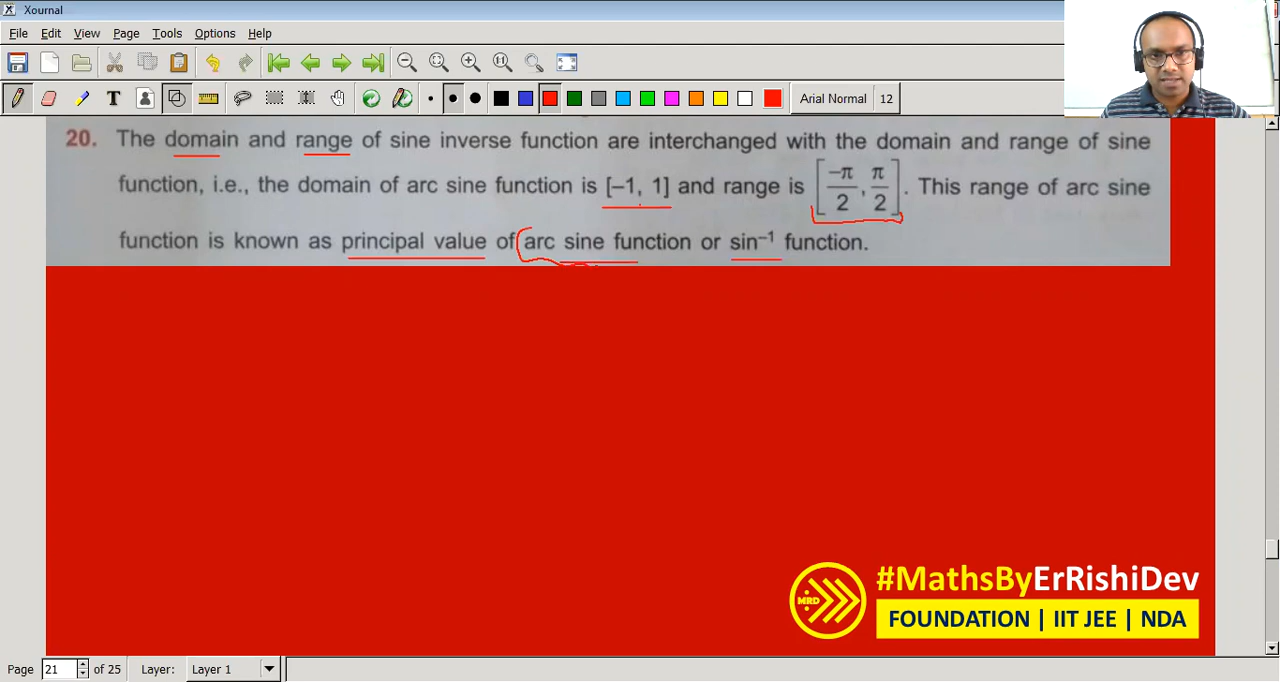 Xournal
File Edit View Page Tools Options Help
Arial Normal 12
20. The domain and range of sine inverse function are interchanged with the domain and range of sine
function, i.e., the domain of arc sine function is [–1, 1] and range is [−π/2, π/2]. This range of arc sine
function is known as principal value of arc sine function or sin⁻¹ function.
MRD
#MathsByErRishiDev
FOUNDATION | IIT JEE | NDA
Page 21 of 25 Layer: Layer 1